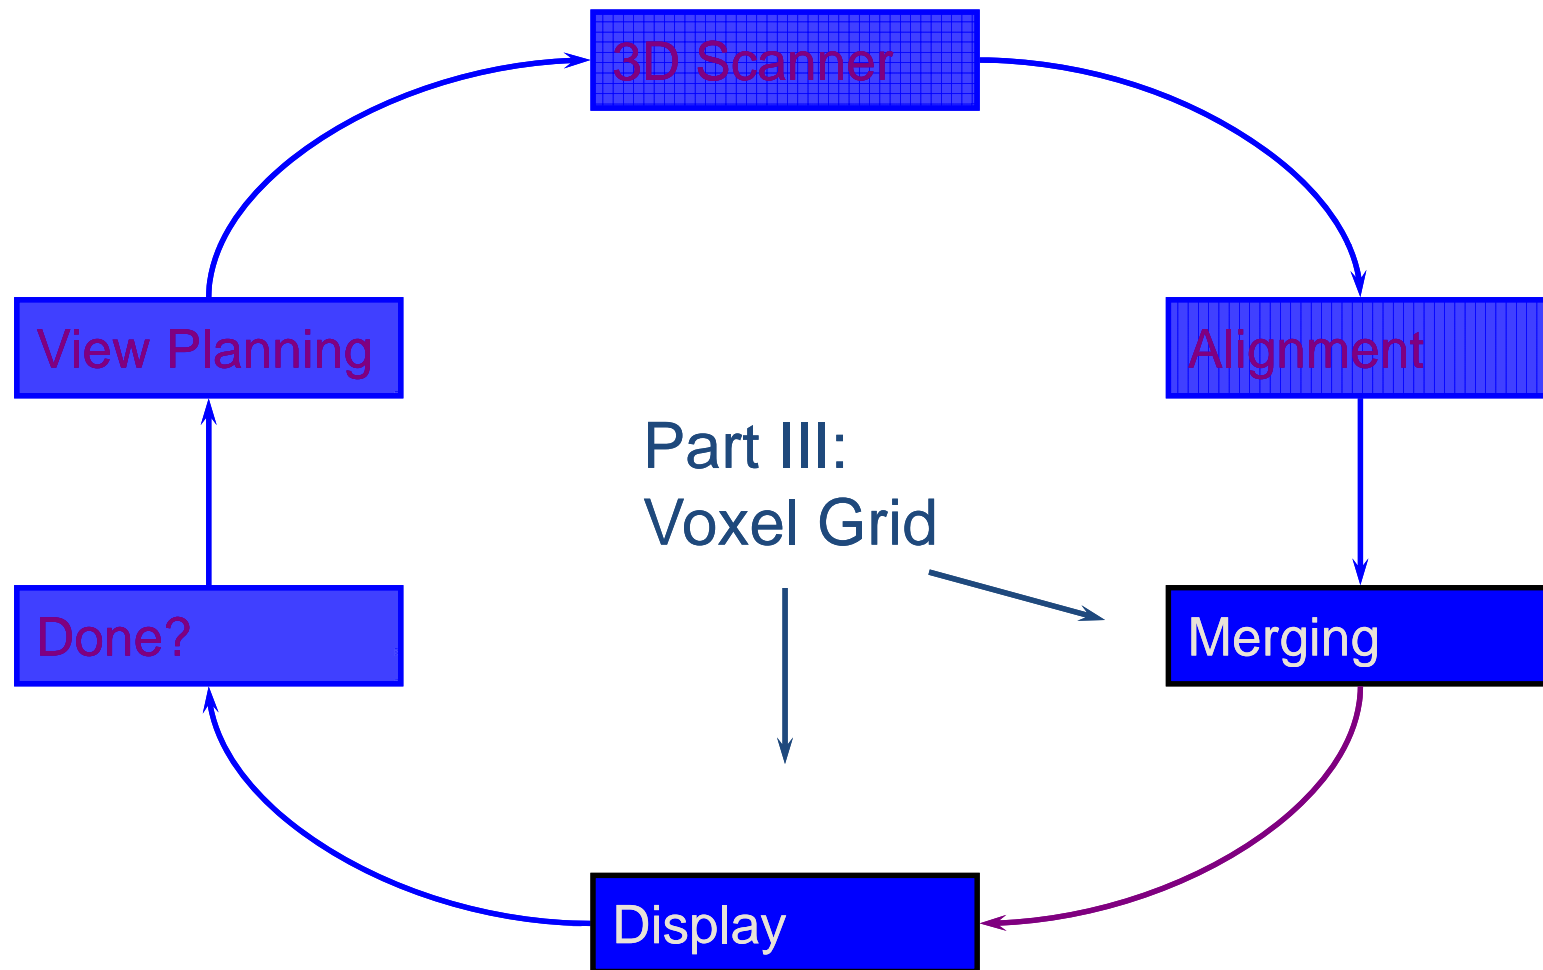 3D Scanner
View Planning
Alignment
Part III:
Voxel Grid
Done?
Merging
Display